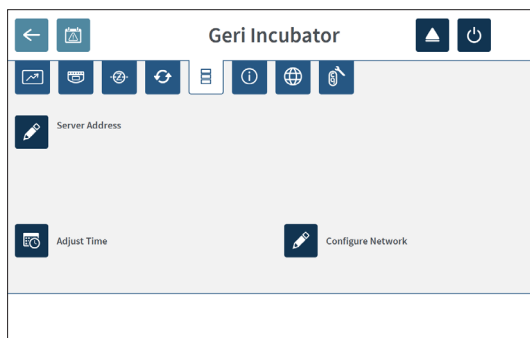 Geri Incubator
Server Address
Adjust Time
Configure Network